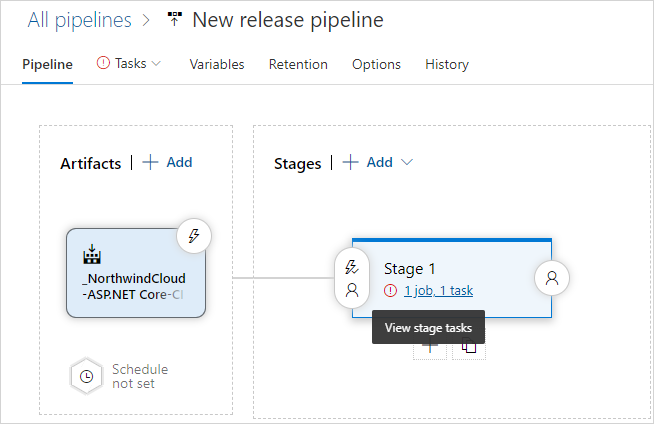 All pipelines > New release pipeline
Pipeline Tasks Variables Retention Options History
Artifacts | + Add
Stages | + Add
_NorthwindCloud
-ASP.NET Core-CI
Schedule
not set
Stage 1
1 job, 1 task
View stage tasks